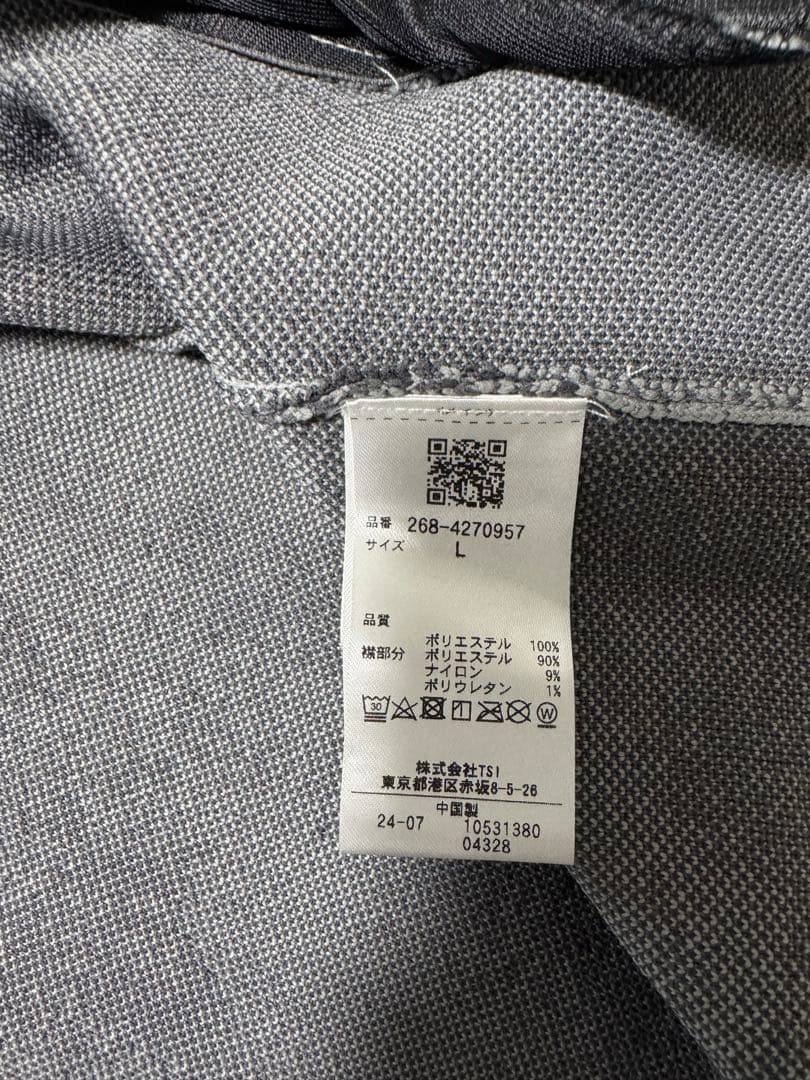 品番 268-4270957
サイズ L
品質
ポリエステル 100%
襟部分 ポリエステル 90%
ナイロン 9%
ポリウレタン 1%
30
W
株式会社TSI
東京都港区赤坂8-5-26
中国製
24-07 10531380
04328